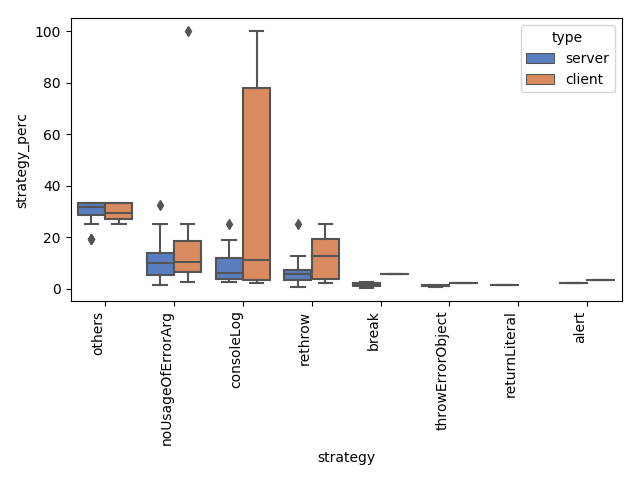 type
server
client
strategy_perc
100
80
60
40
20
0
others
noUsageOfErrorArg
consoleLog
rethrow
break
throwErrorObject
returnLiteral
alert
strategy